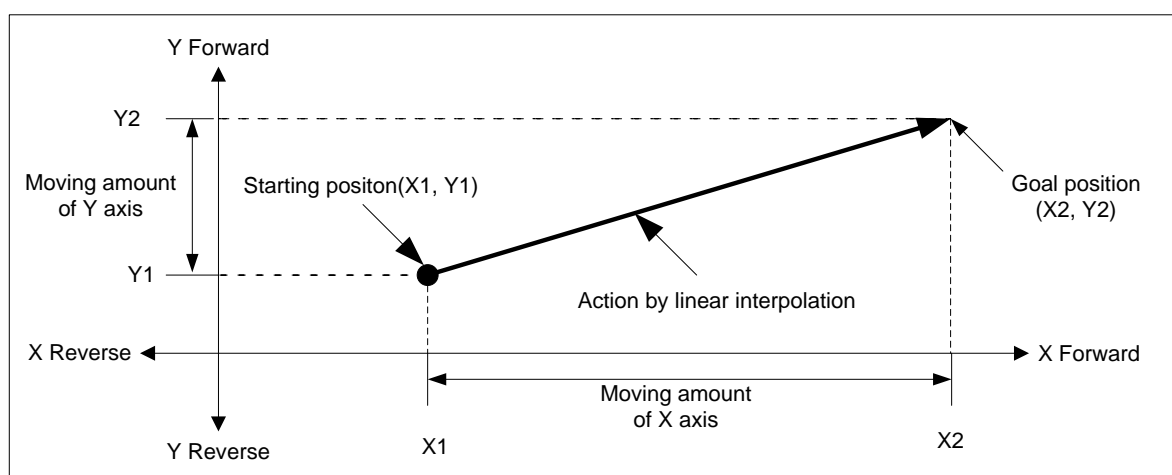 Y Forward
Y2
Moving amount
of Y axis
Starting positon(X1, Y1)
Goal position
(X2, Y2)
Y1
Action by linear interpolation
X Reverse
X Forward
Moving amount
of X axis
Y Reverse
X1
X2